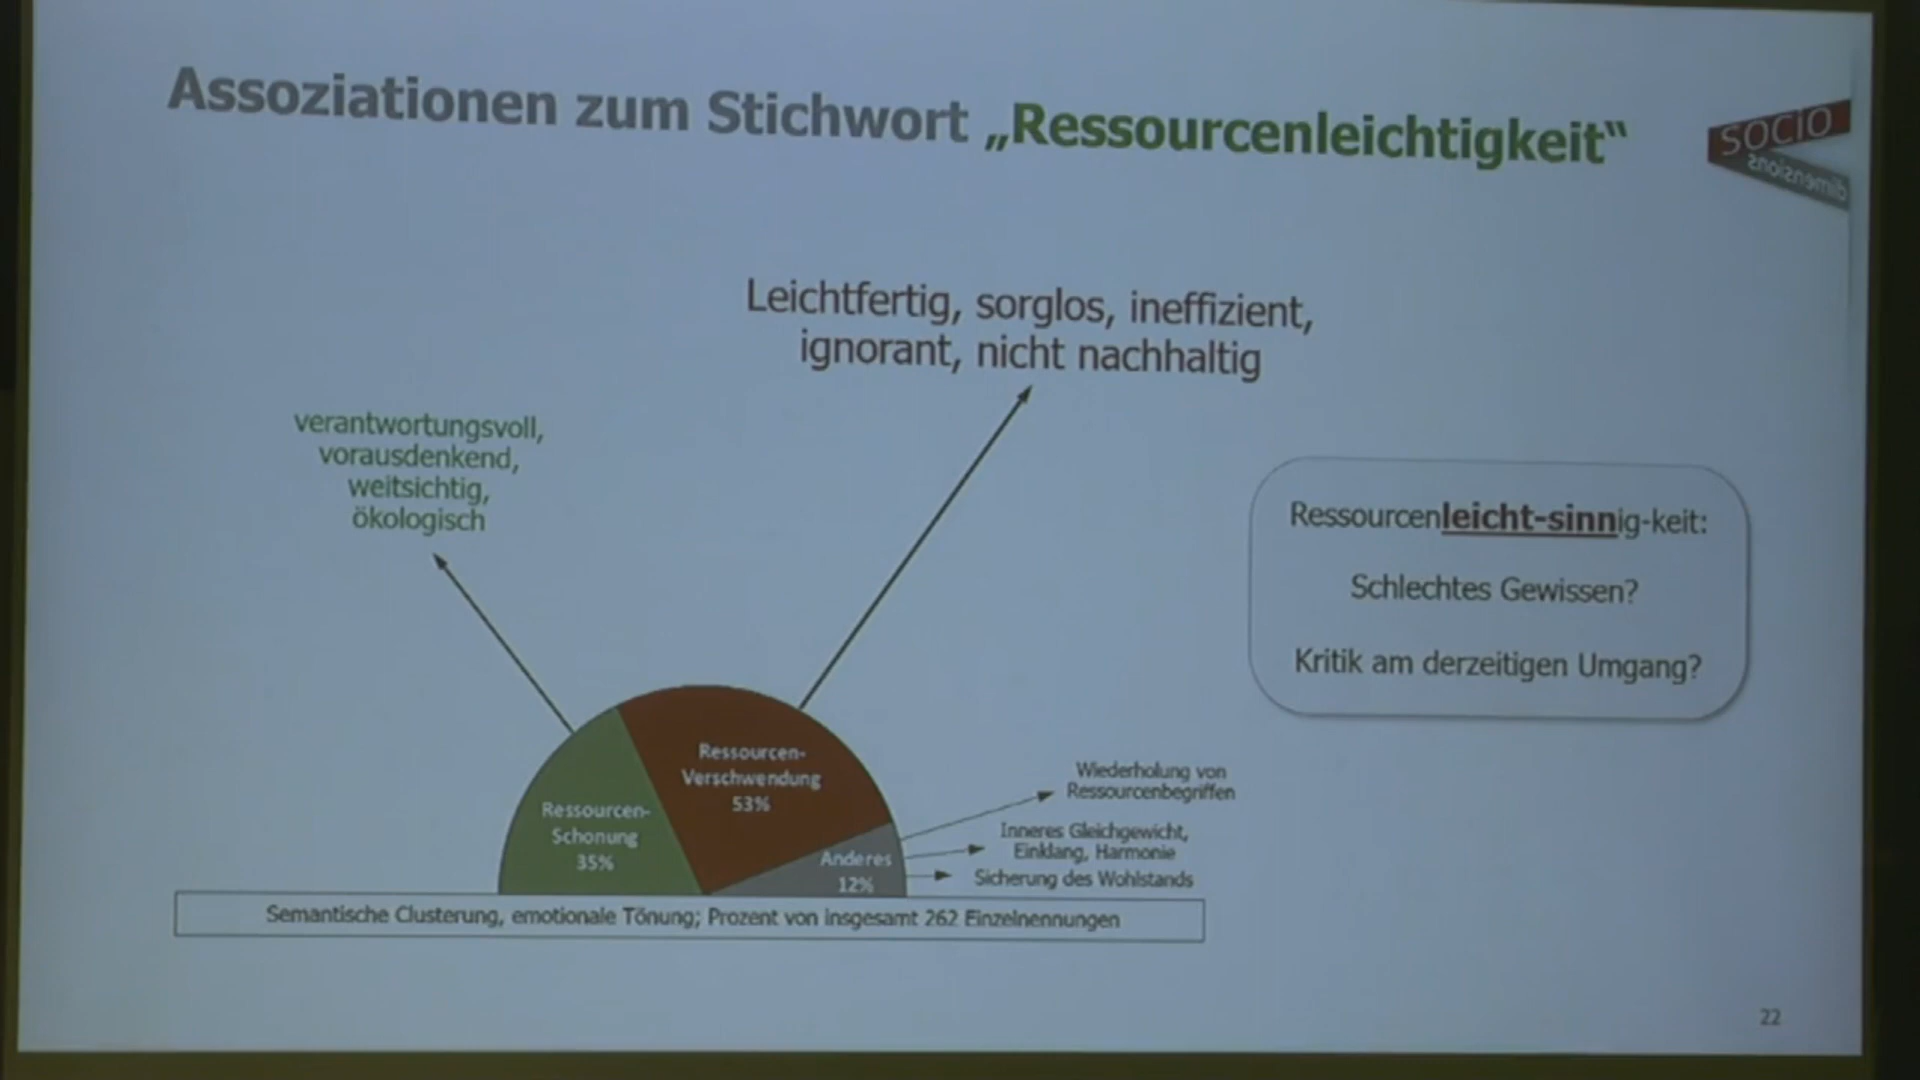 Assoziationen zum Stichwort „Ressourcenleichtigkeit“
socio
dimensions
Leichtfertig, sorglos, ineffizient,
ignorant, nicht nachhaltig
verantwortungsvoll,
vorausdenkend,
weitsichtig,
ökologisch
Ressourcenleicht-sinnig-keit:
Schlechtes Gewissen?
Kritik am derzeitigen Umgang?
Ressourcen-
Verschwendung
53%
Ressourcen-
Schonung
35%
Anderes
12%
Wiederholung von
Ressourcenbegriffen
Inneres Gleichgewicht,
Einklang, Harmonie
Sicherung des Wohlstands
Semantische Clusterung, emotionale Tönung; Prozent von insgesamt 262 Einzelnennungen
22